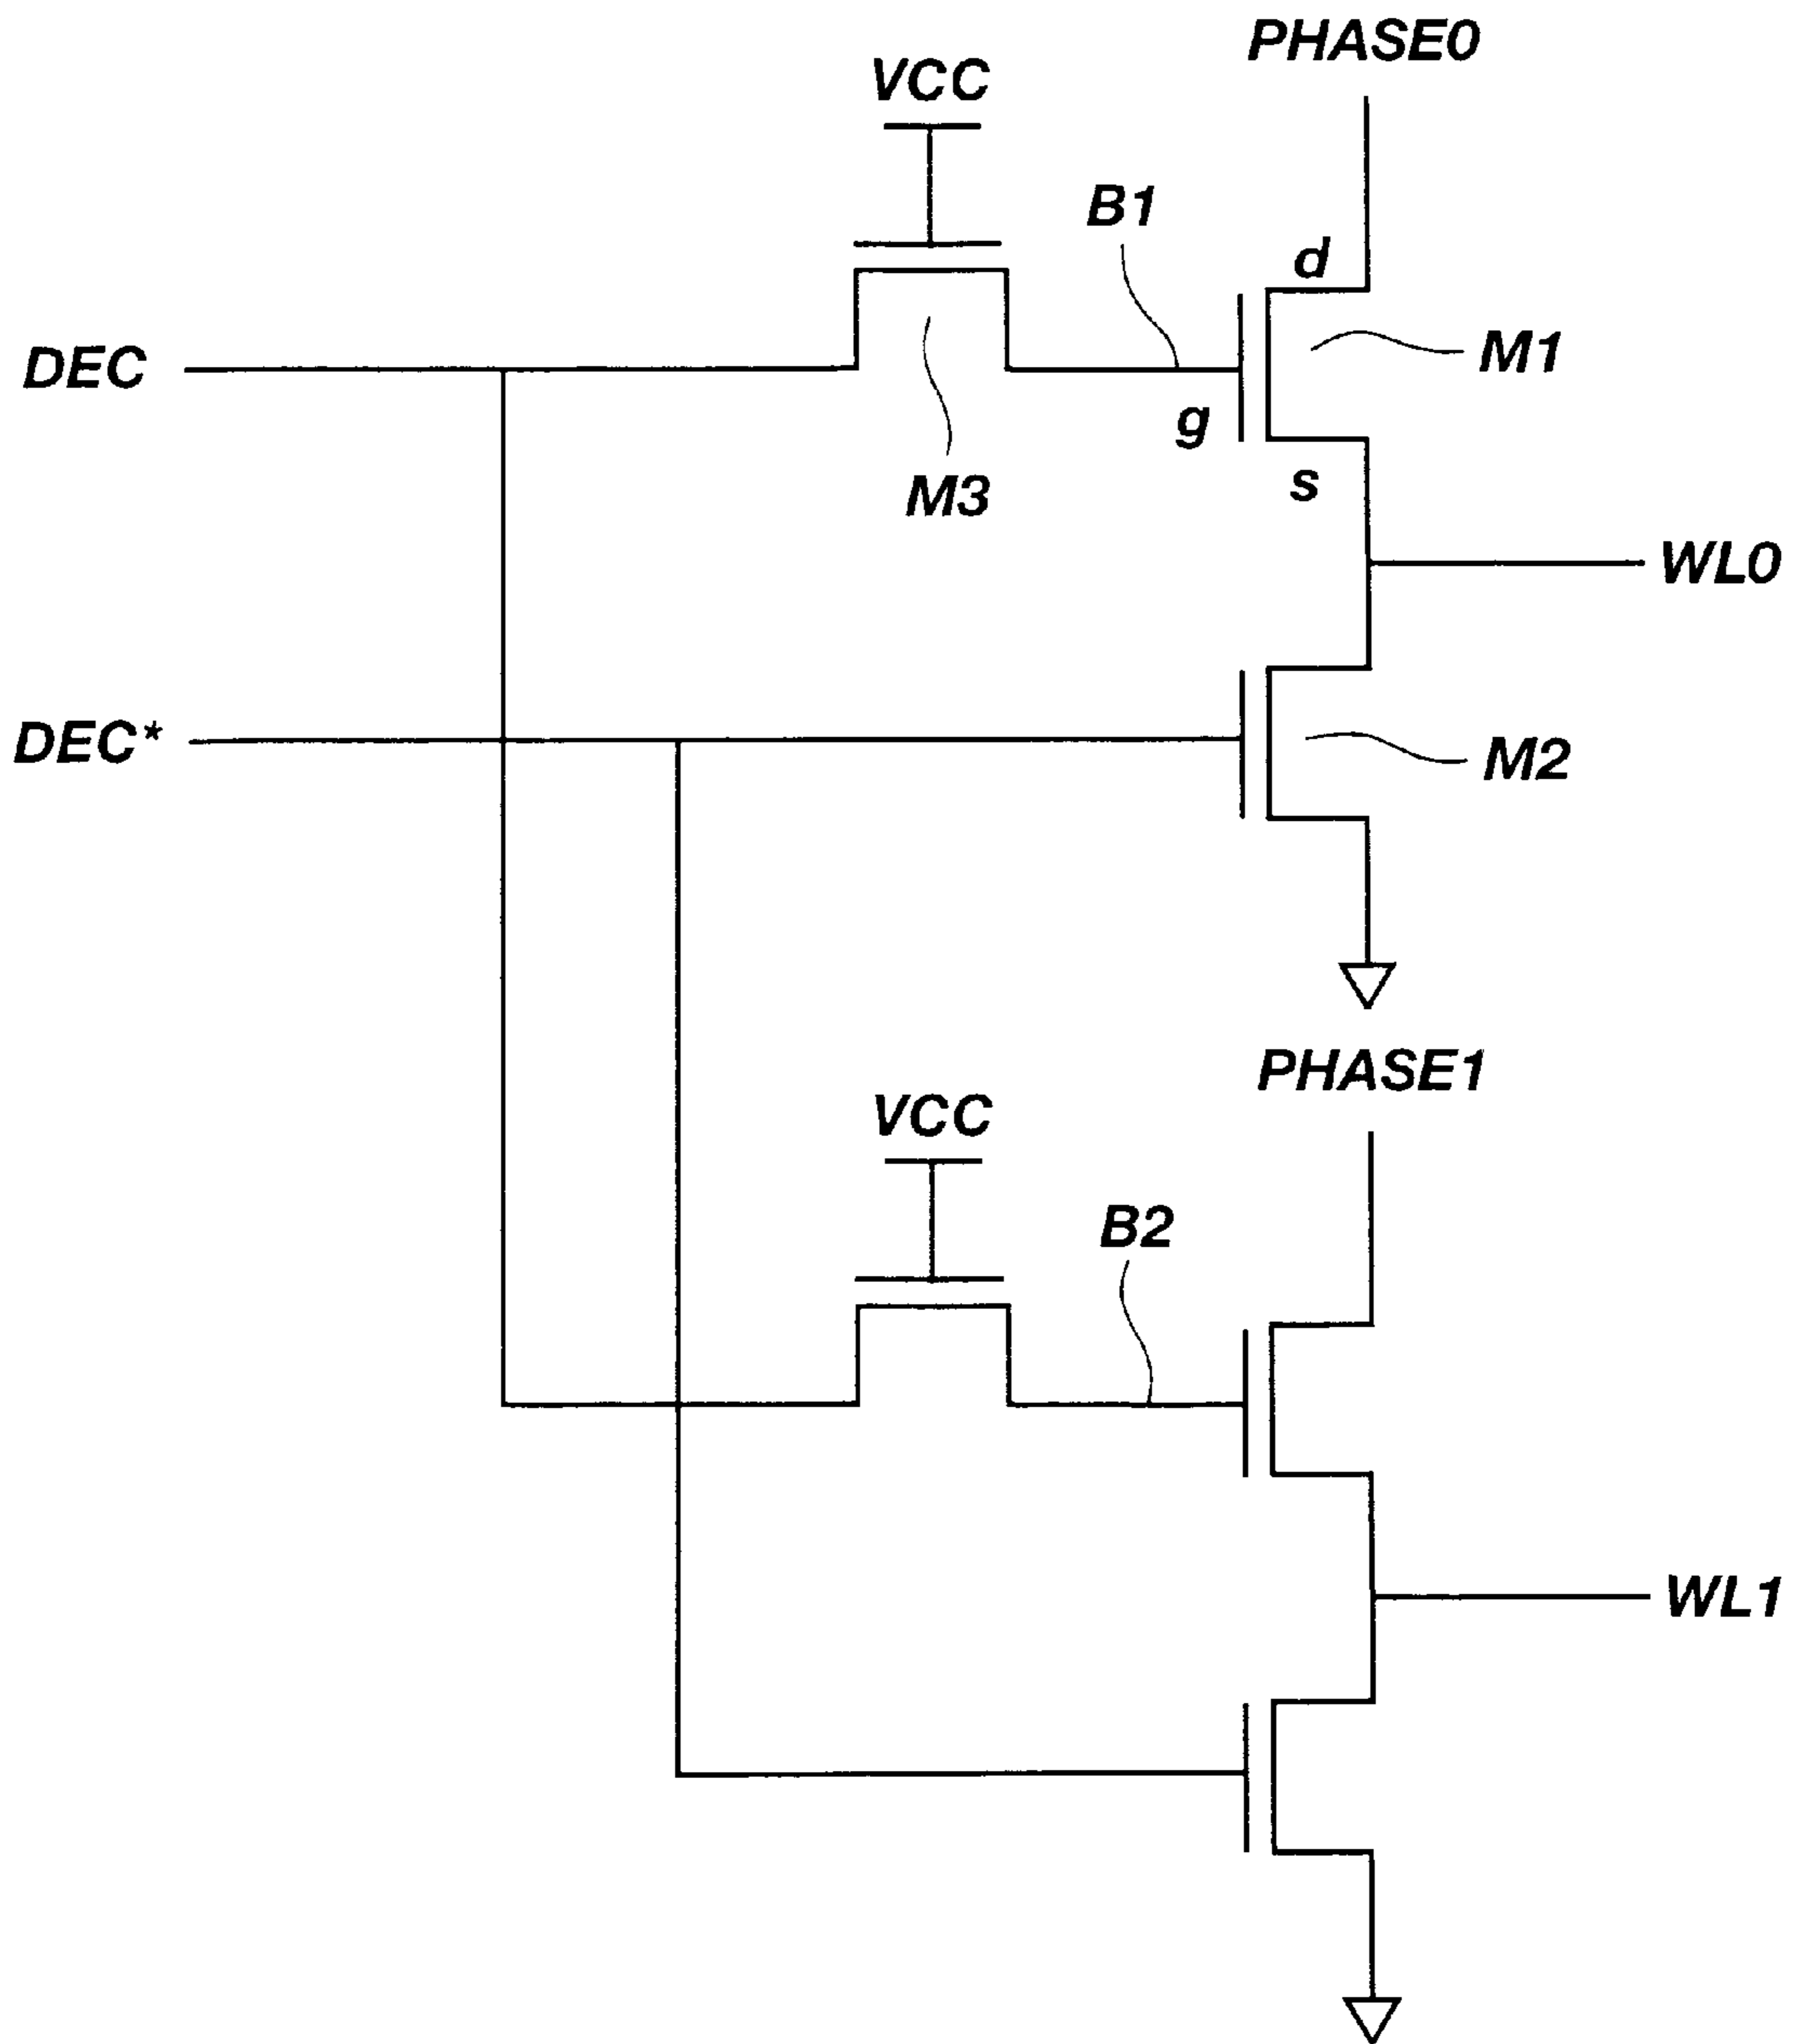 PHASE0
VCC
B1
d
DEC
M1
g
s
M3
WL0
DEC*
M2
PHASE1
VCC
B2
WL1